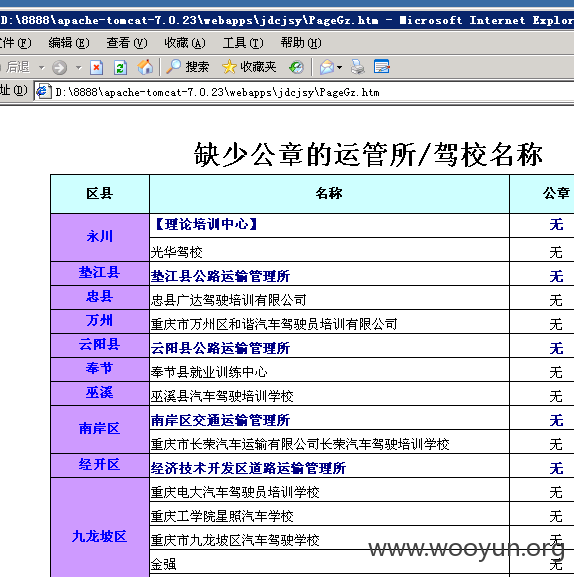 D:\8888\apache-tomcat-7.0.23\webapps\jdcjsy\PageGz.htm - Microsoft Internet Explor
文件(F) 编辑(E) 查看(V) 收藏(A) 工具(T) 帮助(H)
后退 搜索 收藏夹
址(D) D:\8888\apache-tomcat-7.0.23\webapps\jdcjsy\PageGz.htm
缺少公章的运管所/驾校名称
区县 名称 公章
永川 【理论培训中心】 无
光华驾校 无
垫江县 垫江县公路运输管理所 无
忠县 忠县广达驾驶培训有限公司 无
万州 重庆市万州区和谐汽车驾驶员培训有限公司 无
云阳县 云阳县公路运输管理所 无
奉节 奉节县就业训练中心 无
巫溪 巫溪县汽车驾驶培训学校 无
南岸区 南岸区交通运输管理所 无
重庆市长荣汽车运输有限公司长荣汽车驾驶培训学校 无
经开区 经济技术开发区道路运输管理所 无
九龙坡区 重庆电大汽车驾驶员培训学校 无
重庆工学院星照汽车学校 无
重庆市九龙坡区汽车驾驶学校 无
金强 无
www.wooyun.org